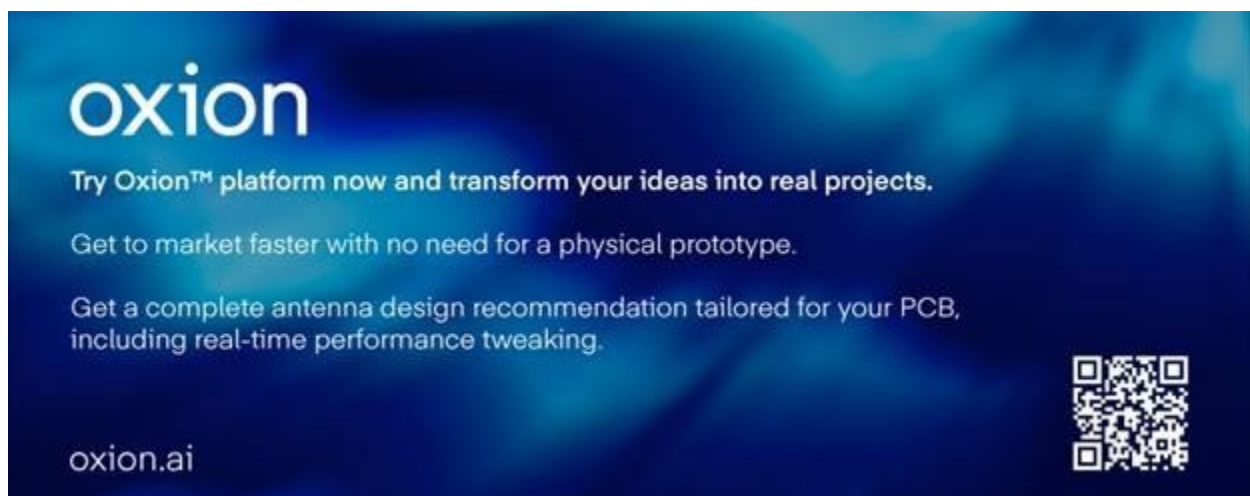 oxion
Try Oxion™ platform now and transform your ideas into real projects.
Get to market faster with no need for a physical prototype.
Get a complete antenna design recommendation tailored for your PCB,
including real-time performance tweaking.
oxion.ai